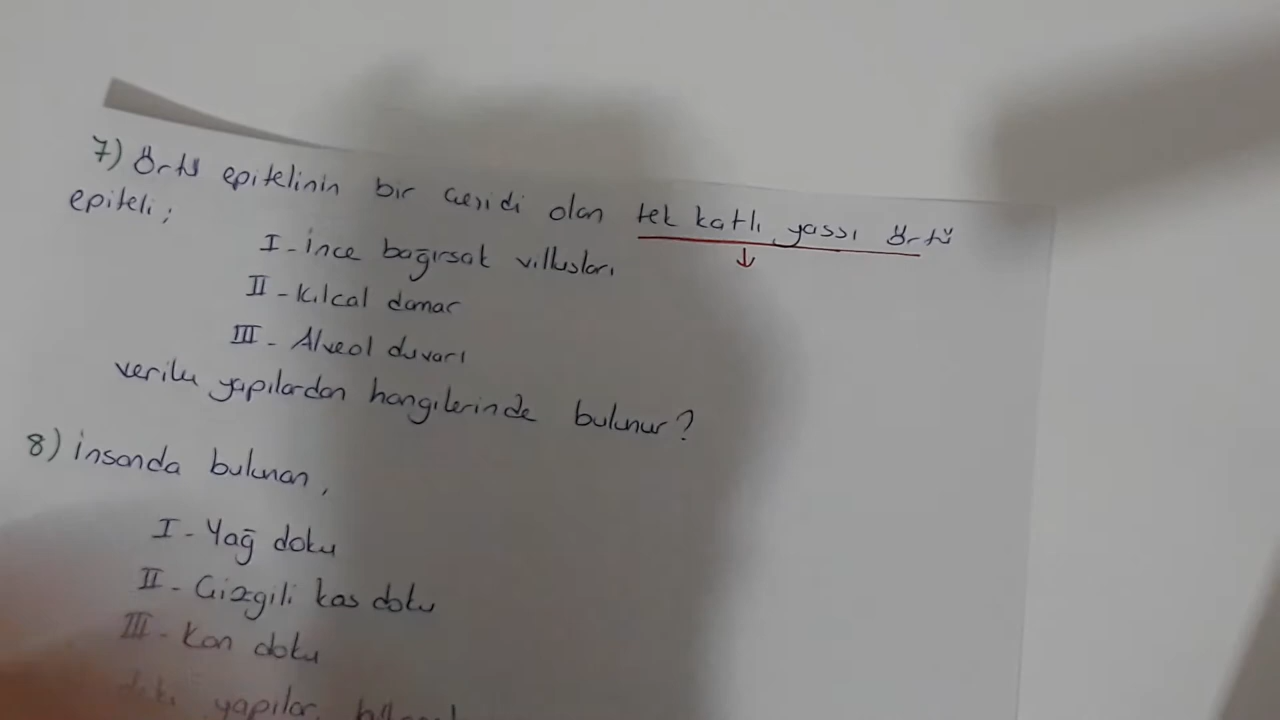 7) Örtü epitelinin bir çeşidi olan tek katlı yassı örtü
epiteli;
I - İnce bağırsak villusları
II - Kılcal damar
III - Alveol duvarı
verilen yapılardan hangilerinde bulunur?
8) İnsanda bulunan,
I - Yağ doku
II - Çizgili kas doku
III - Kan doku
yapılar